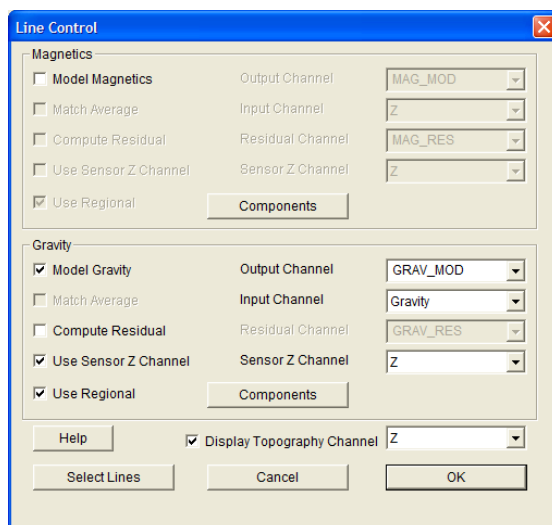 Line Control
Magnetics
Model Magnetics Output Channel MAG_MOD
Match Average Input Channel Z
Compute Residual Residual Channel MAG_RES
Use Sensor Z Channel Sensor Z Channel Z
Use Regional Components
Gravity
Model Gravity Output Channel GRAV_MOD
Match Average Input Channel Gravity
Compute Residual Residual Channel GRAV_RES
Use Sensor Z Channel Sensor Z Channel Z
Use Regional Components
Help Display Topography Channel Z
Select Lines Cancel OK